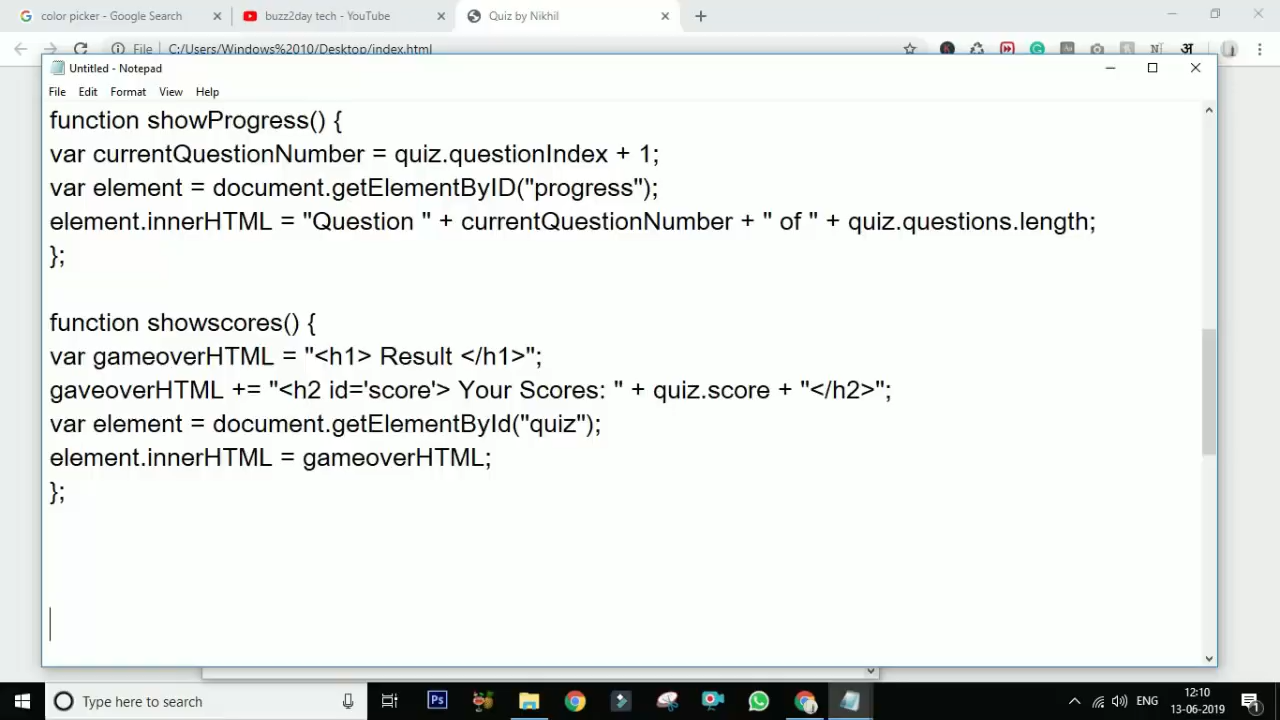 color picker - Google Search
buzz2day tech - YouTube
Quiz by Nikhil
File
C:/Users/Windows%2010/Desktop/index.html
Untitled - Notepad
File Edit Format View Help
function showProgress() {
var currentQuestionNumber = quiz.questionIndex + 1;
var element = document.getElementByID("progress");
element.innerHTML = "Question " + currentQuestionNumber + " of " + quiz.questions.length;
};
function showscores() {
var gameoverHTML = "<h1> Result </h1>";
gaveoverHTML += "<h2 id='score'> Your Scores: " + quiz.score + "</h2>";
var element = document.getElementById("quiz");
element.innerHTML = gameoverHTML;
};
Type here to search
Ps
ENG
12:10
13-06-2019